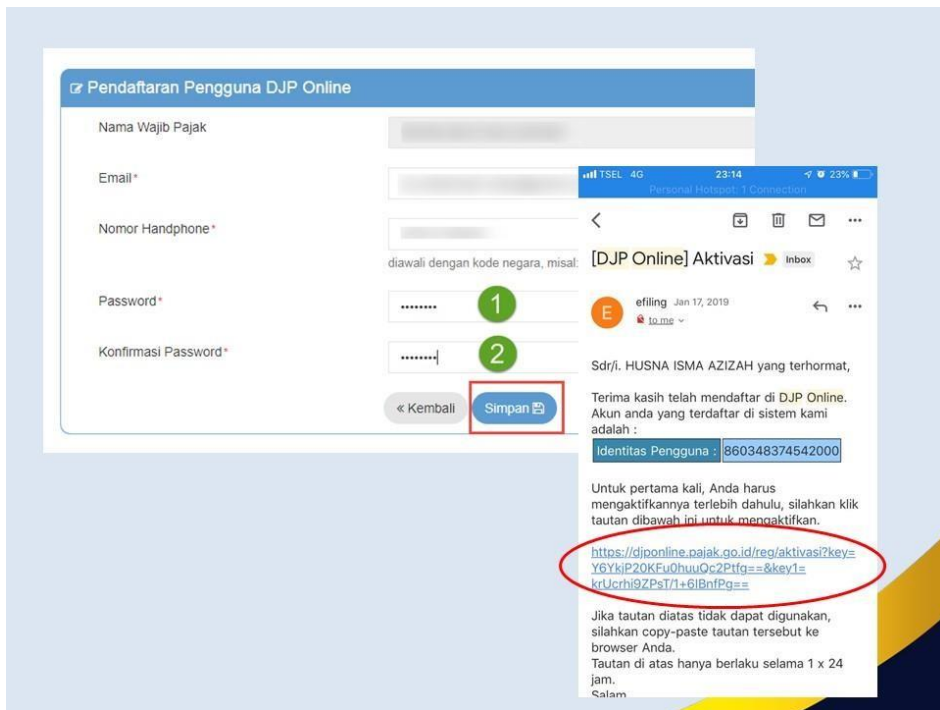 Pendaftaran Pengguna DJP Online
Nama Wajib Pajak
Email*
Nomor Handphone*
diawali dengan kode negara, misal:
Password*
••••••••
1
Konfirmasi Password*
••••••••
2
« Kembali
Simpan
TSEL 4G 23:14 23%
Personal Hotspot: 1 Connection
[DJP Online] Aktivasi Inbox
E
efiling Jan 17, 2019
to me
Sdr/i. HUSNA ISMA AZIZAH yang terhormat,
Terima kasih telah mendaftar di DJP Online.
Akun anda yang terdaftar di sistem kami
adalah :
Identitas Pengguna : 860348374542000
Untuk pertama kali, Anda harus
mengaktifkannya terlebih dahulu, silahkan klik
tautan dibawah ini untuk mengaktifkan.
https://djponline.pajak.go.id/reg/aktivasi?key=
Y6YkjP20KFu0huuQc2Ptfg==&key1=
krUcrhi9ZPsT/1+6IBnfPg==
Jika tautan diatas tidak dapat digunakan,
silahkan copy-paste tautan tersebut ke
browser Anda.
Tautan di atas hanya berlaku selama 1 x 24
jam.
Salam